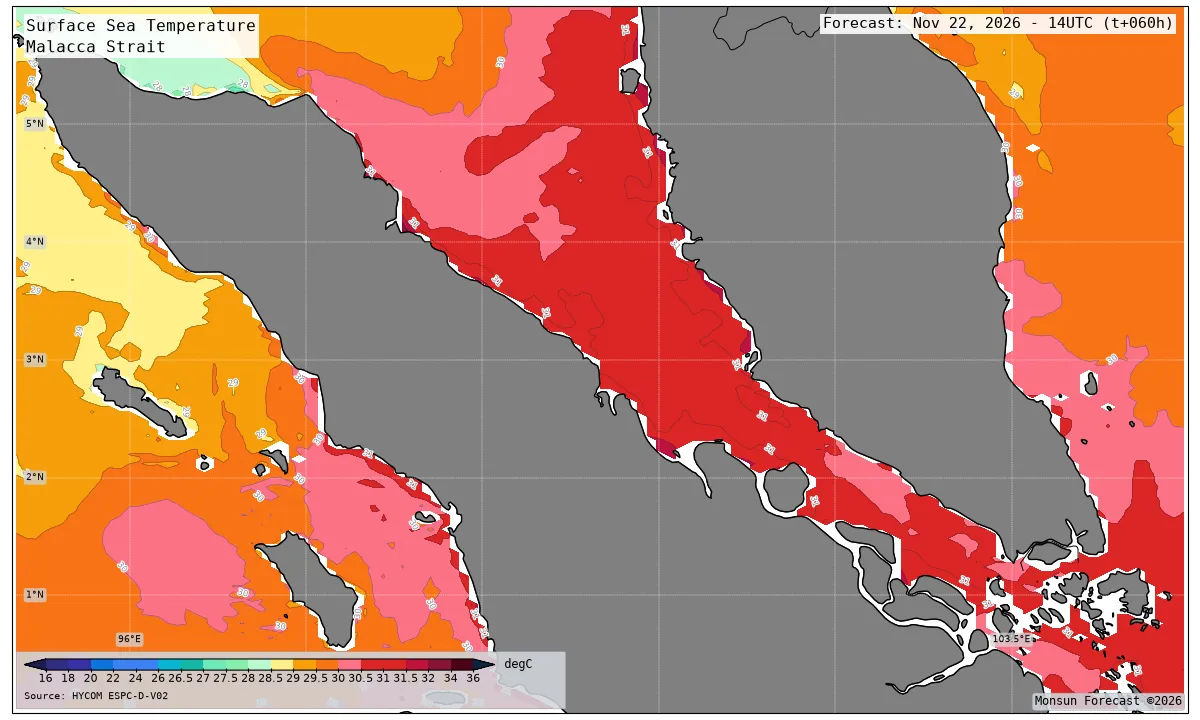 Surface Sea Temperature
Malacca Strait
Forecast: Nov 22, 2026 - 14UTC (t+060h)
5°N
4°N
3°N
2°N
1°N
96°E
103.5°E
degC
16 18 20 22 24 26 26.5 27 27.5 28 28.5 29 29.5 30 30.5 31 31.5 32 34 36
Source: HYCOM ESPC-D-V02
Monsun Forecast ©2026